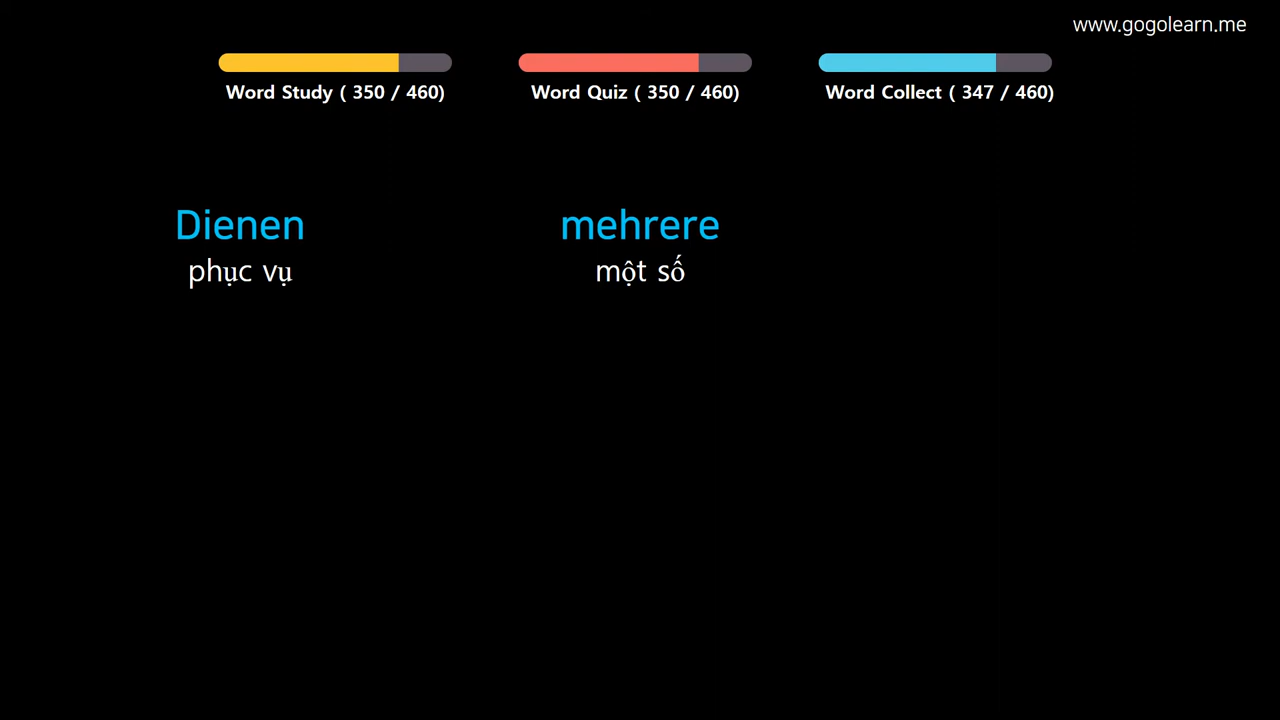 www.gogolearn.me
Word Study ( 350 / 460)
Word Quiz ( 350 / 460)
Word Collect ( 347 / 460)
Dienen
phục vụ
mehrere
một số